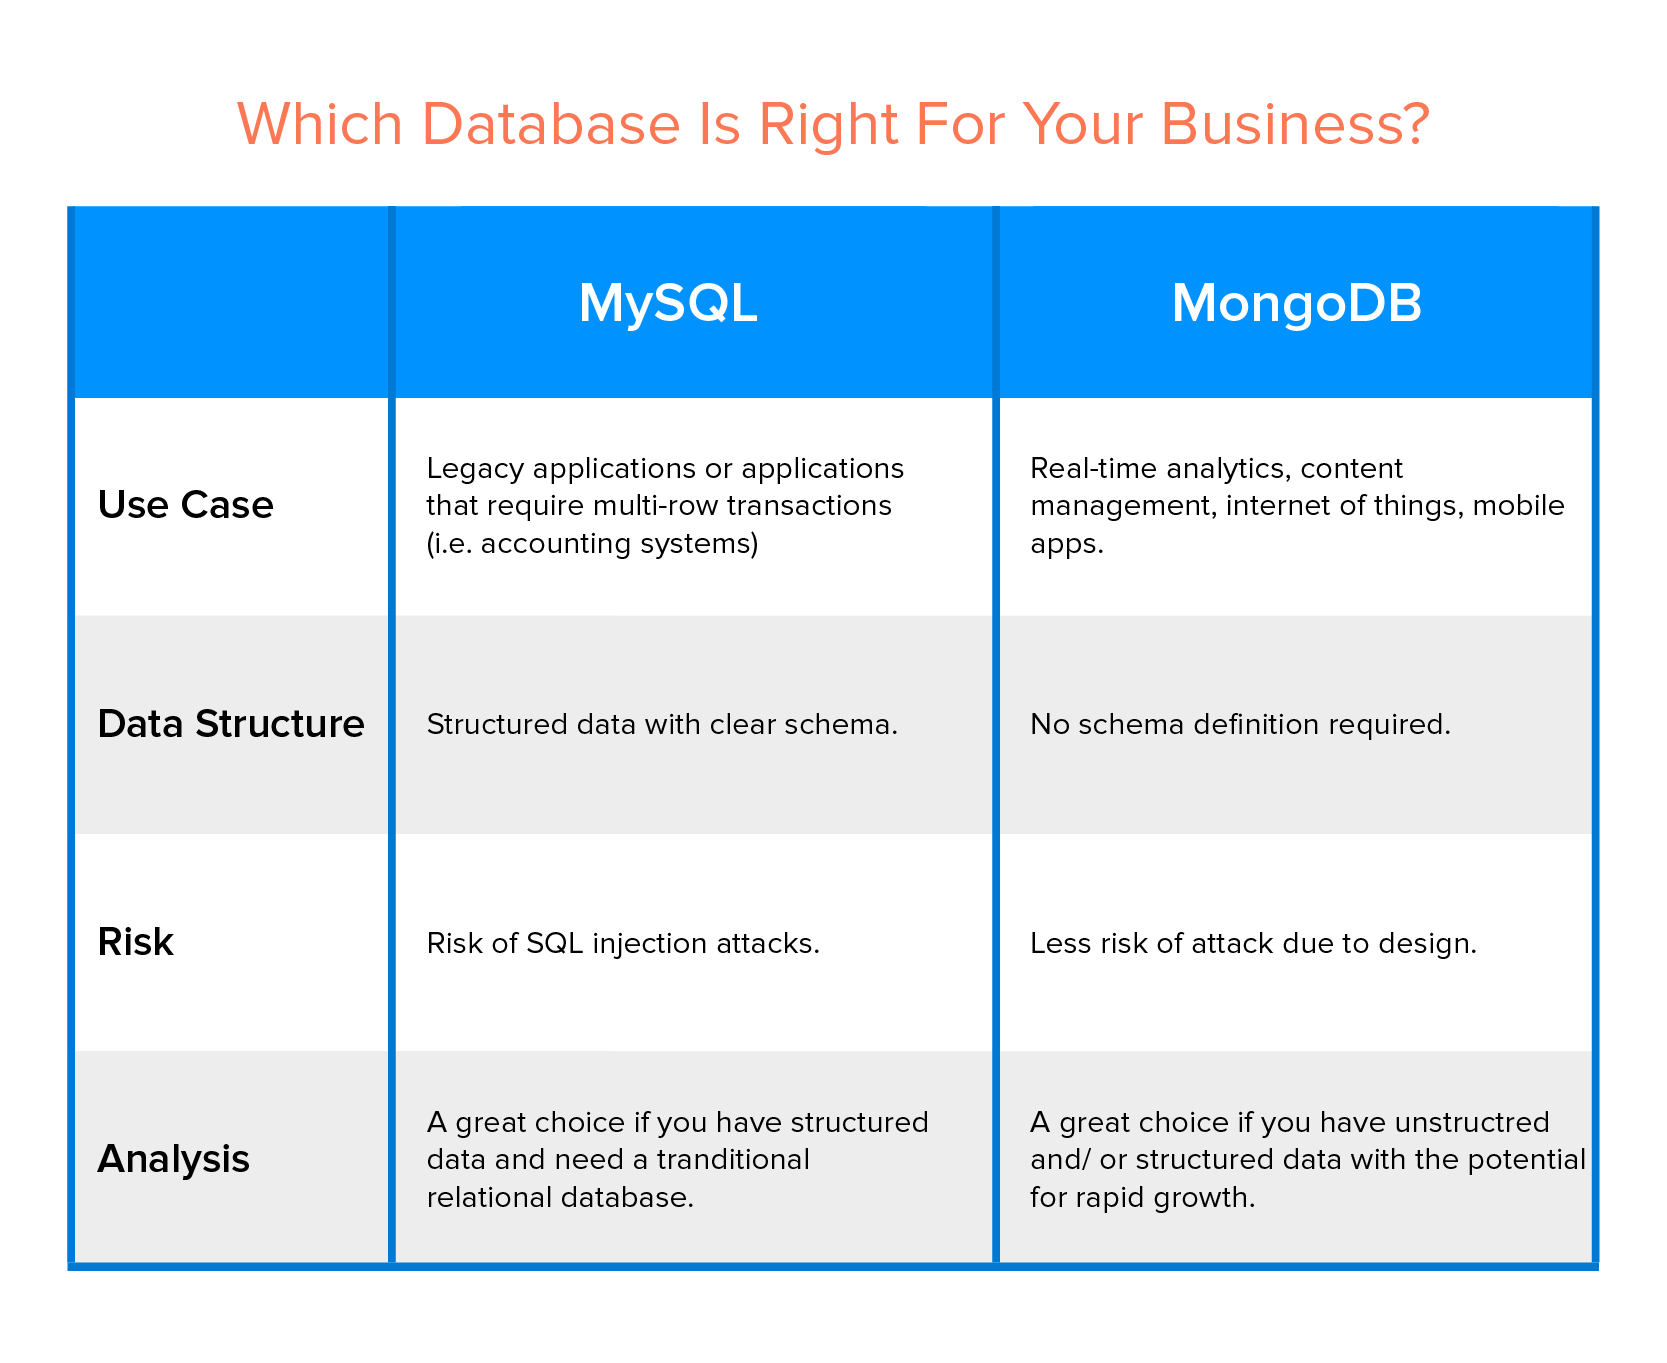 Which Database Is Right For Your Business?
MySQL
MongoDB
Use Case
Legacy applications or applications
that require multi-row transactions
(i.e. accounting systems)
Real-time analytics, content
management, internet of things, mobile
apps.
Data Structure
Structured data with clear schema.
No schema definition required.
Risk
Risk of SQL injection attacks.
Less risk of attack due to design.
Analysis
A great choice if you have structured
data and need a tranditional
relational database.
A great choice if you have unstructred
and/ or structured data with the potential
for rapid growth.